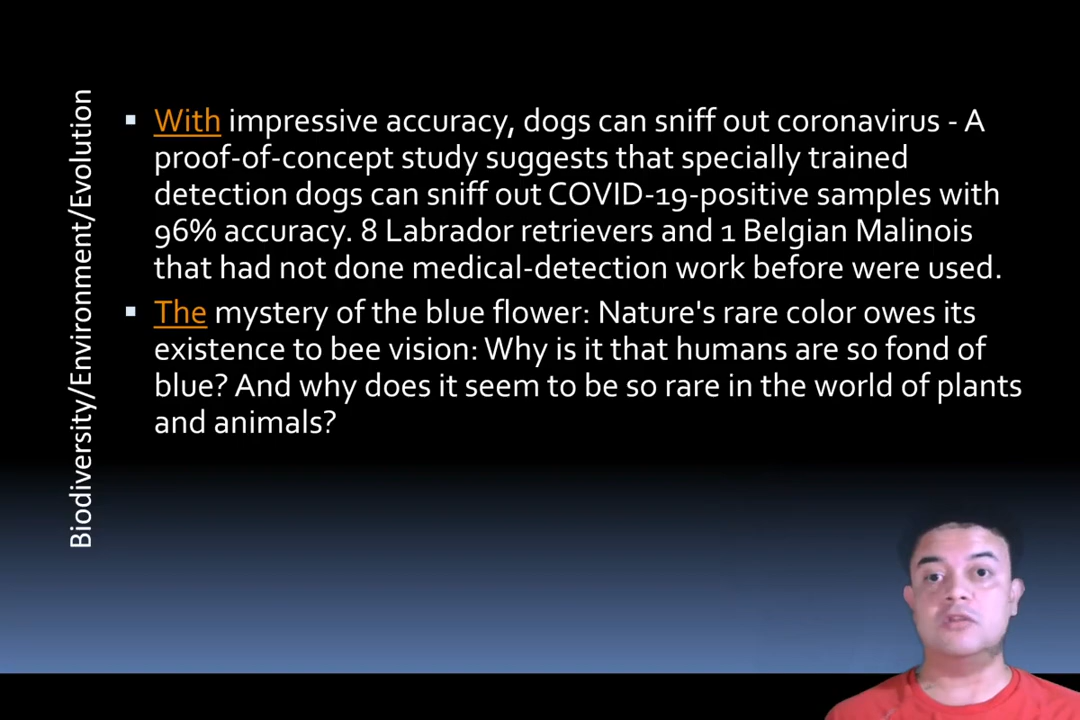 Biodiversity/Environment/Evolution
With impressive accuracy, dogs can sniff out coronavirus - A
proof-of-concept study suggests that specially trained
detection dogs can sniff out COVID-19-positive samples with
96% accuracy. 8 Labrador retrievers and 1 Belgian Malinois
that had not done medical-detection work before were used.
The mystery of the blue flower: Nature's rare color owes its
existence to bee vision: Why is it that humans are so fond of
blue? And why does it seem to be so rare in the world of plants
and animals?